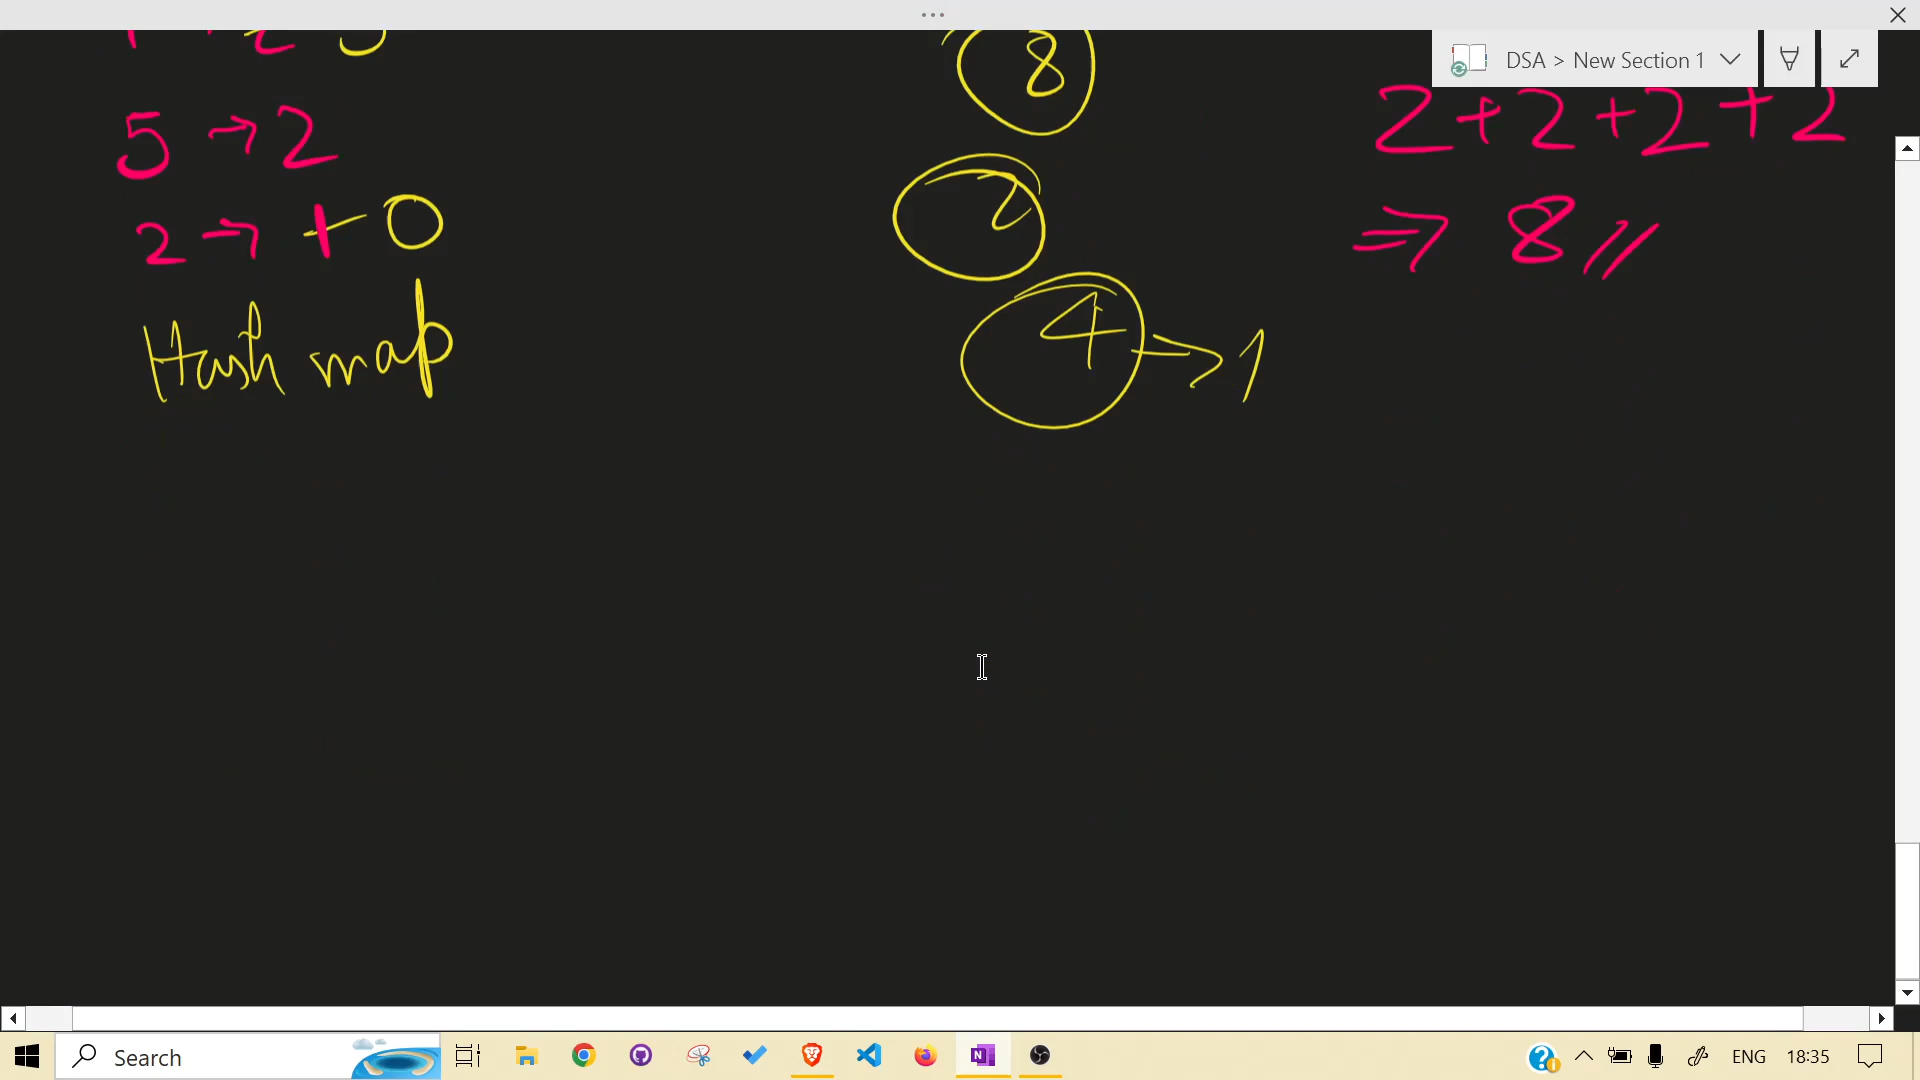 DSA > New Section 1
8
2 + 2 + 2 + 2
5 → 2
2
2 → 1 0
⇒ 8 //
Hash map
4 → 1
Search
ENG 18:35